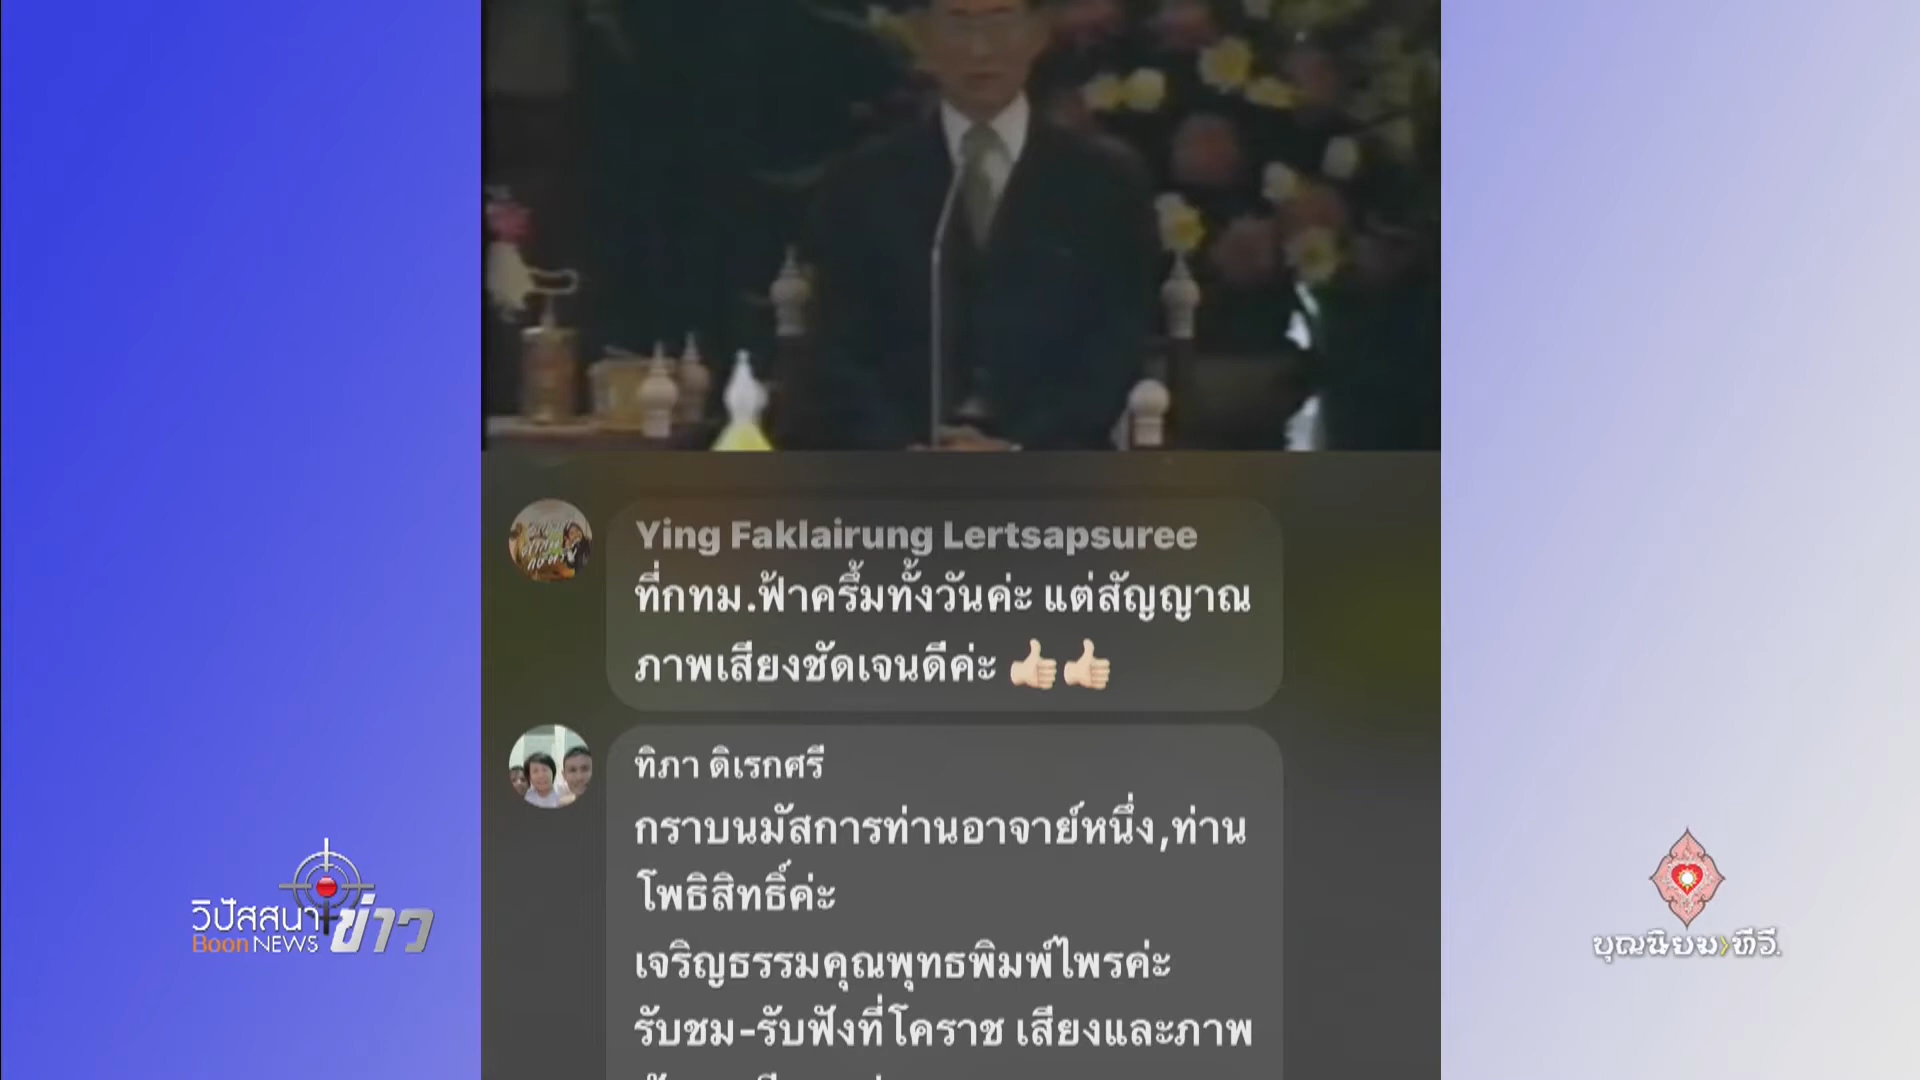 Ying Faklairung Lertsapsuree
ที่กทม.ฟ้าครึ้มทั้งวันค่ะ แต่สัญญาณ
ภาพเสียงชัดเจนดีค่ะ 👍🏻👍🏻
ทิภา ดิเรกศรี
กราบนมัสการท่านอาจาย์หนึ่ง,ท่าน
โพธิสิทธิ์ค่ะ
เจริญธรรมคุณพุทธพิมพ์ไพรค่ะ
รับชม-รับฟังที่โคราช เสียงและภาพ
วิปัสสนาข่าว
Boon NEWS
บุญนิยมทีวี